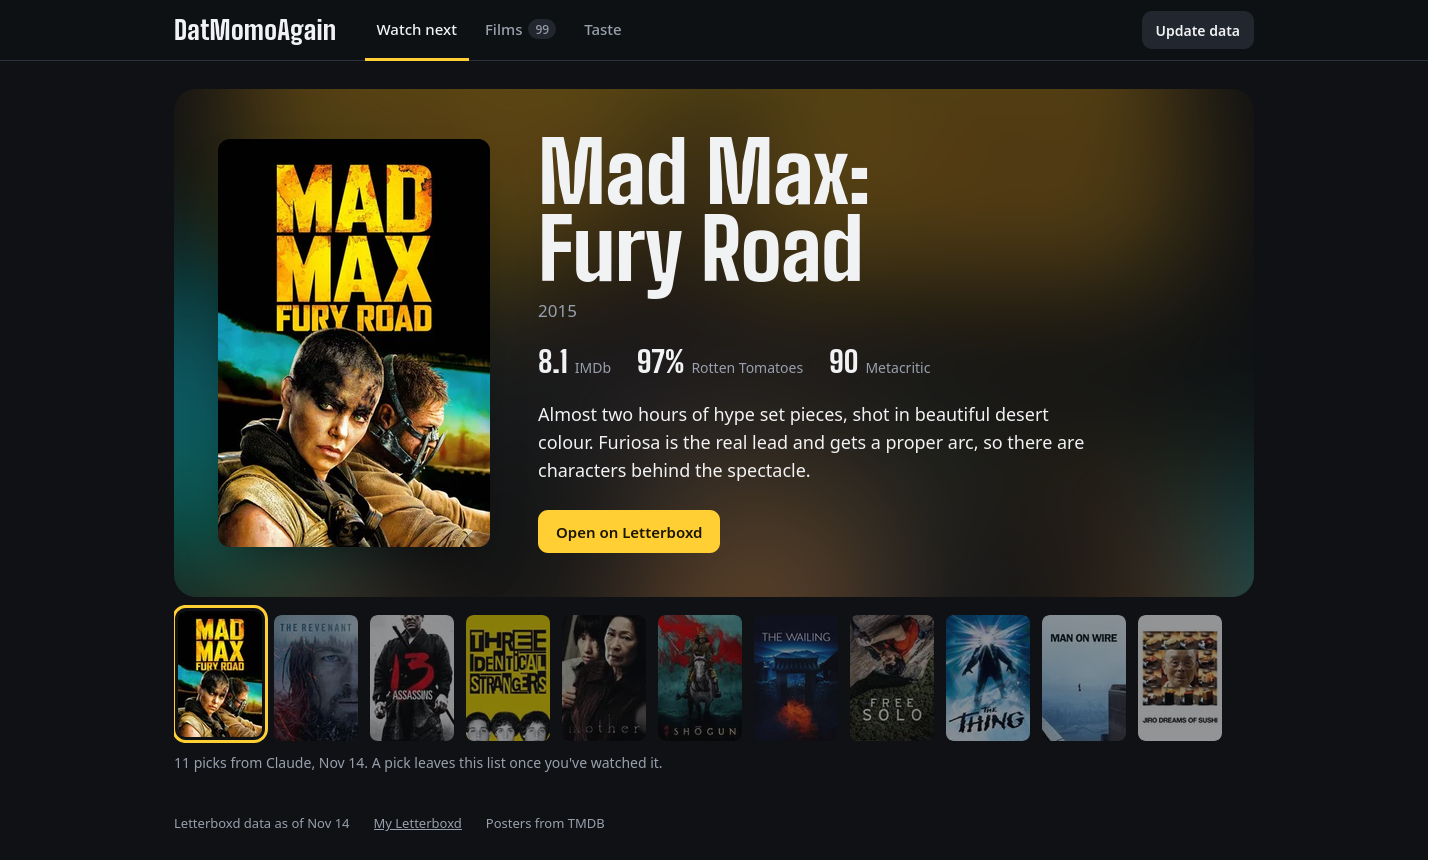 DatMomoAgain
Watch next
Films 99
Taste
Update data
MAD
MAX
FURY ROAD
Mad Max:
Fury Road
2015
8.1 IMDb
97% Rotten Tomatoes
90 Metacritic
Almost two hours of hype set pieces, shot in beautiful desert
colour. Furiosa is the real lead and gets a proper arc, so there are
characters behind the spectacle.
Open on Letterboxd
MAD
MAX
FURY ROAD
THE REVENANT
13
ASSASSINS
THREE
IDENTICAL
STRANGERS
mother
SHŌGUN
THE WAILING
FREE
SOLO
THE
THING
MAN ON WIRE
JIRO DREAMS OF SUSHI
11 picks from Claude, Nov 14. A pick leaves this list once you've watched it.
Letterboxd data as of Nov 14
My Letterboxd
Posters from TMDB